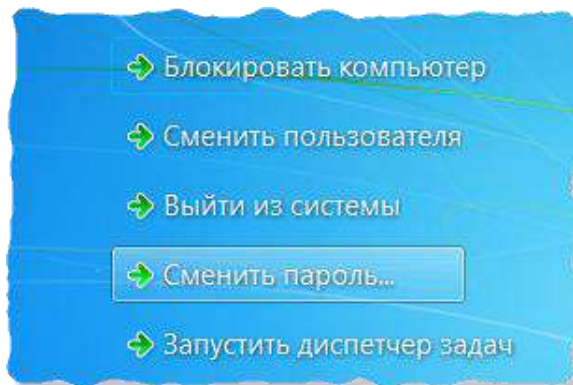 Блокировать компьютер
Сменить пользователя
Выйти из системы
Сменить пароль...
Запустить диспетчер задач